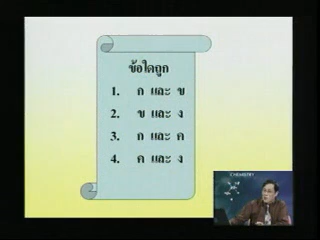 ข้อใดถูก
1. ก และ ข
2. ข และ ง
3. ก และ ค
4. ค และ ง
CHEMISTRY